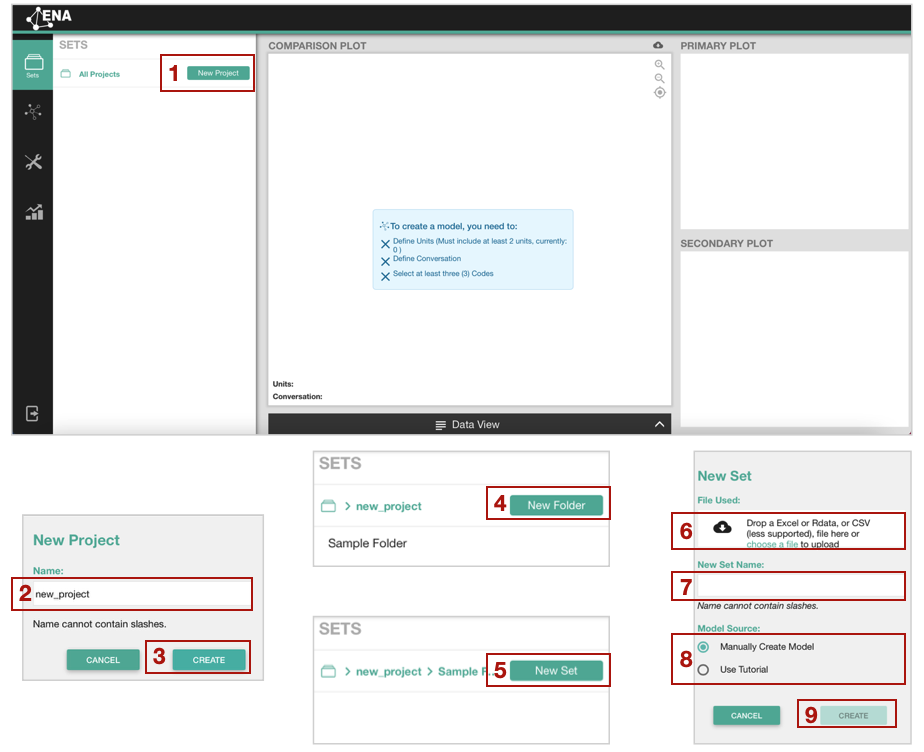 ENA
Sets
SETS
All Projects
1
New Project
COMPARISON PLOT
To create a model, you need to:
Define Units (Must include at least 2 units, currently:
0 )
Define Conversation
Select at least three (3) Codes
Units:
Conversation:
Data View
PRIMARY PLOT
SECONDARY PLOT
New Project
Name:
2
new_project
Name cannot contain slashes.
CANCEL
3
CREATE
SETS
> new_project
4
New Folder
Sample Folder
SETS
> new_project > Sample F...
5
New Set
New Set
File Used:
6
Drop a Excel or Rdata, or CSV
(less supported), file here or
choose a file to upload
New Set Name:
7
Name cannot contain slashes.
Model Source:
8
Manually Create Model
Use Tutorial
CANCEL
9
CREATE